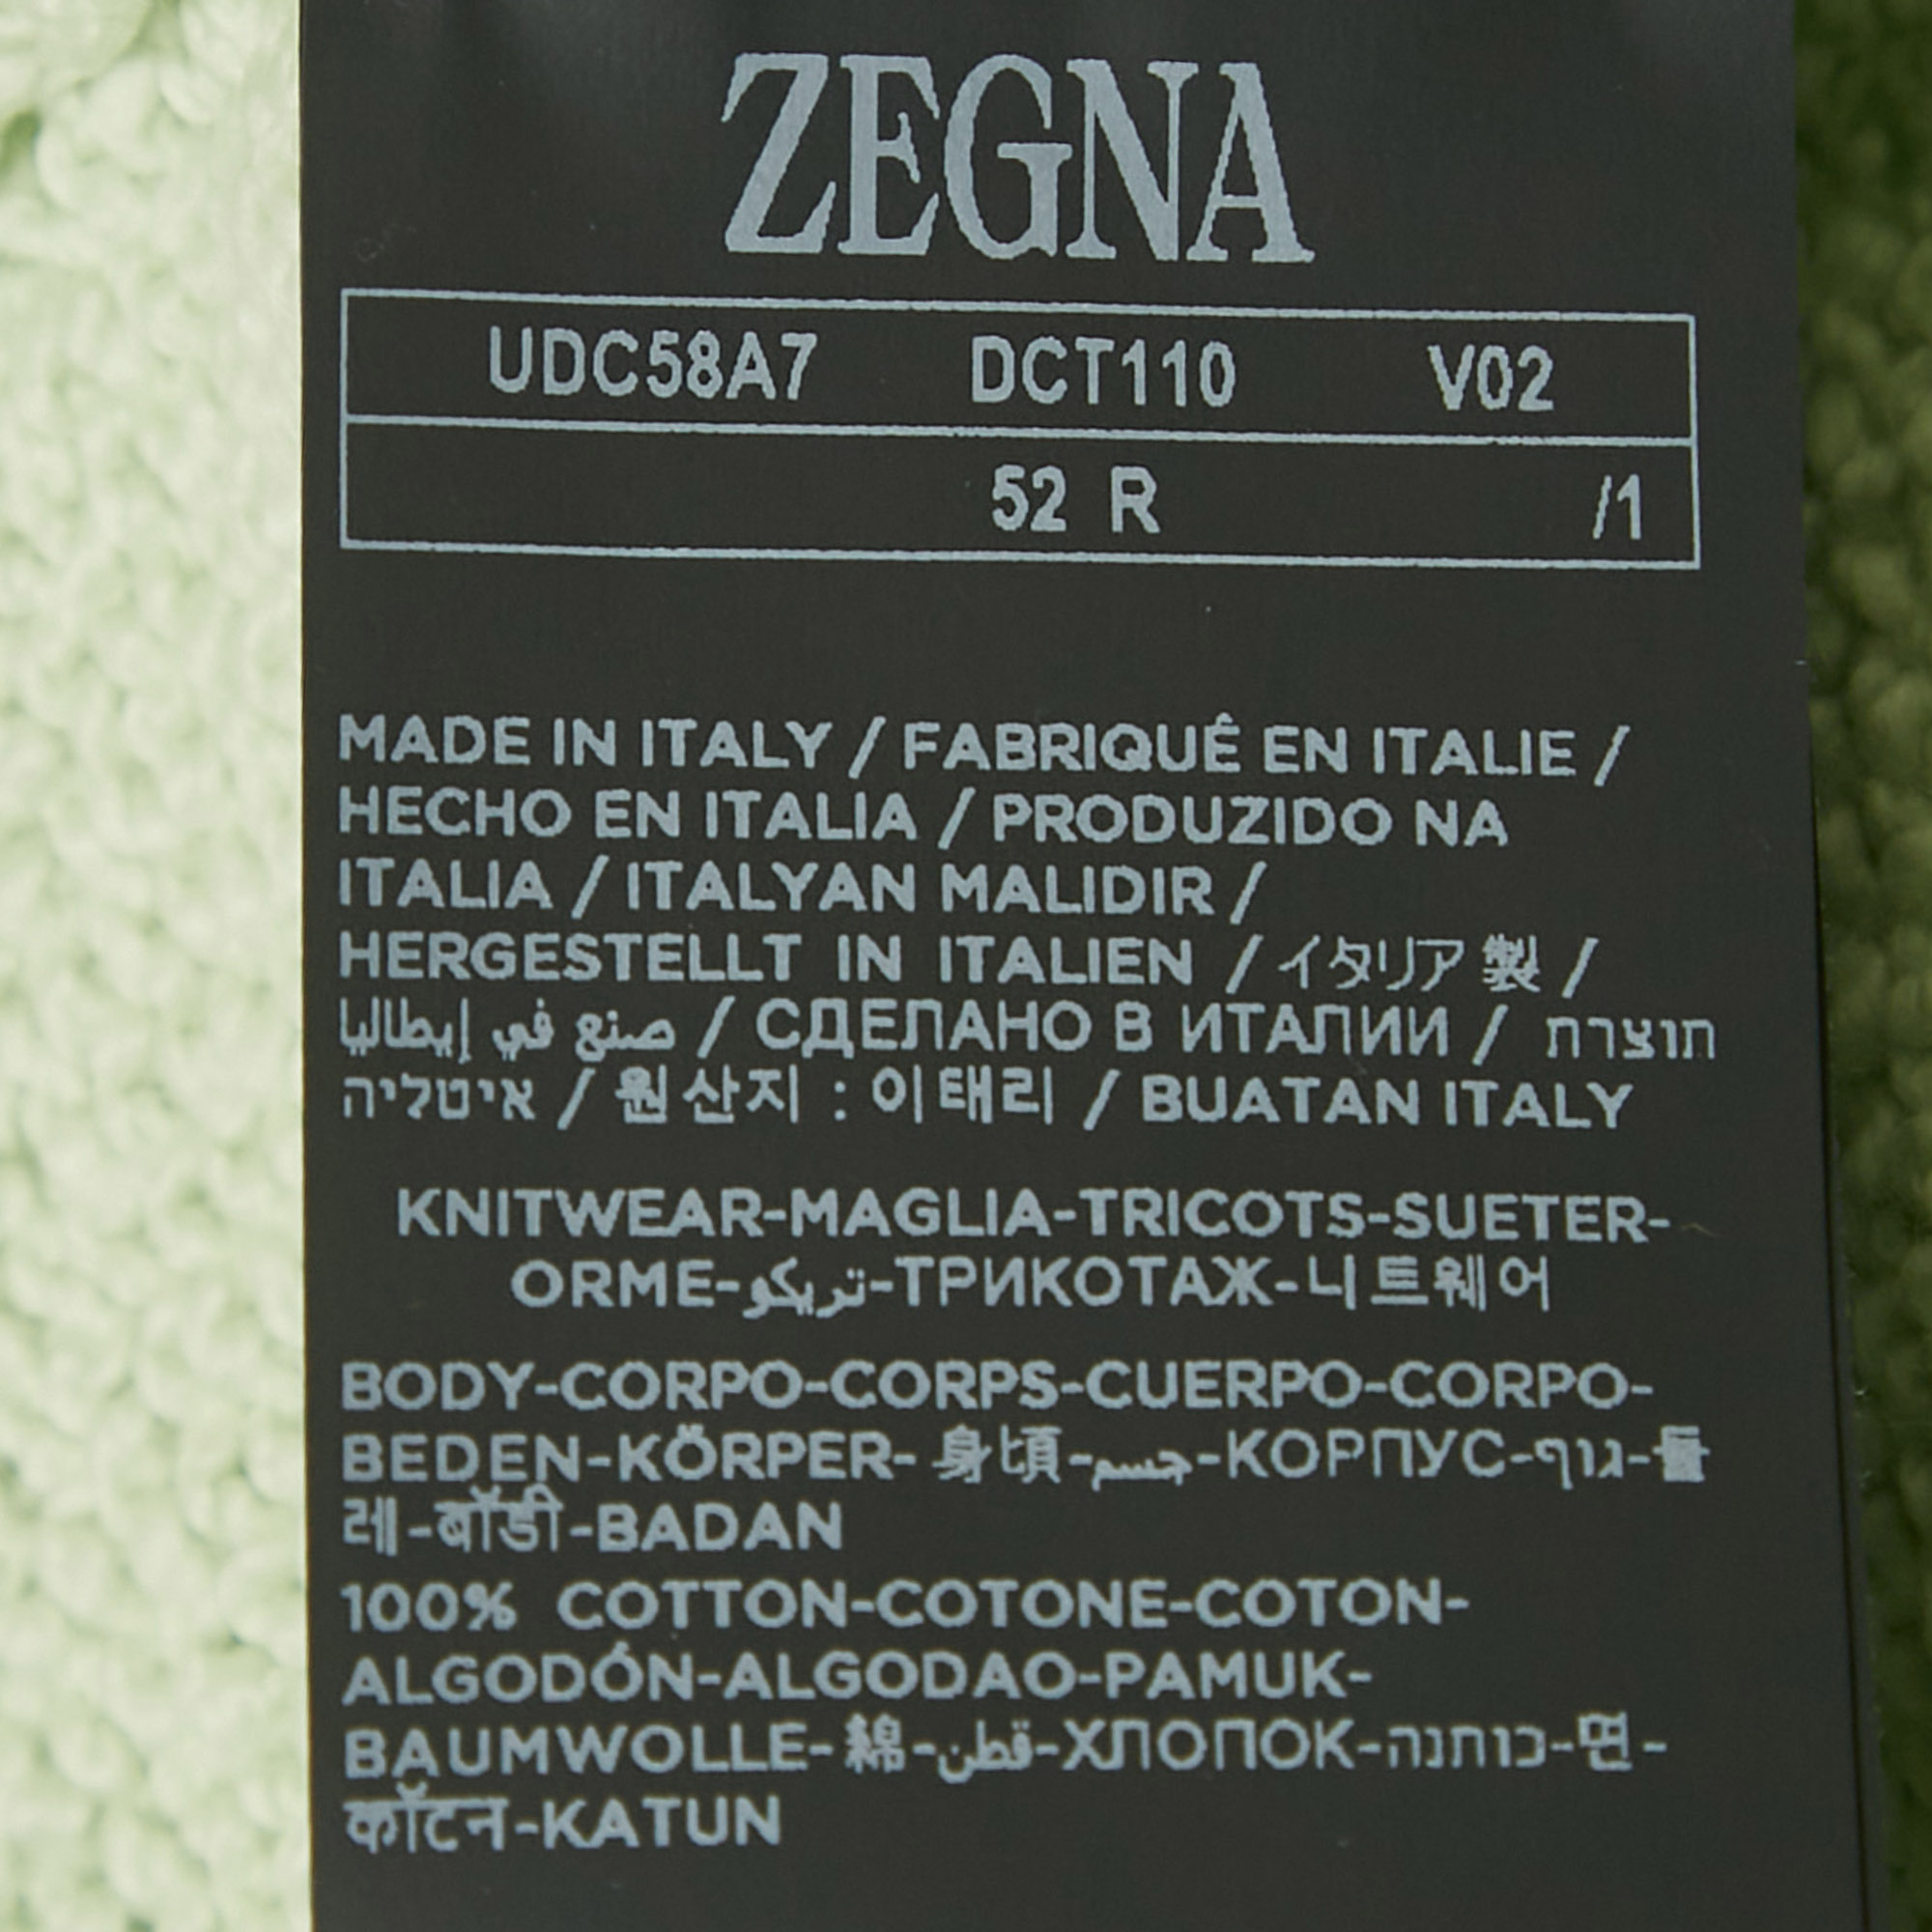 ZEGNA
UDC58A7 DCT110 V02
52 R /1
MADE IN ITALY / FABRIQUÉ EN ITALIE /
HECHO EN ITALIA / PRODUZIDO NA
ITALIA / ITALYAN MALIDIR /
HERGESTELLT IN ITALIEN / イタリア 製 /
صنع في إيطاليا / СДЕЛАНО В ИТАЛИИ / תוצרת
איטליה / 원산지 : 이태리 / BUATAN ITALY
KNITWEAR-MAGLIA-TRICOTS-SUETER-
ORME-تريكو-ТРИКОТАЖ-니트웨어
BODY-CORPO-CORPS-CUERPO-CORPO-
BEDEN-KÖRPER-身頃-جسم-КОРПУС-גוף-둘
레-बॉडी-BADAN
100% COTTON-COTONE-COTON-
ALGODÓN-ALGODAO-PAMUK-
BAUMWOLLE-綿-قطن-ХЛОПОК-כותנה-면-
कॉटन-KATUN